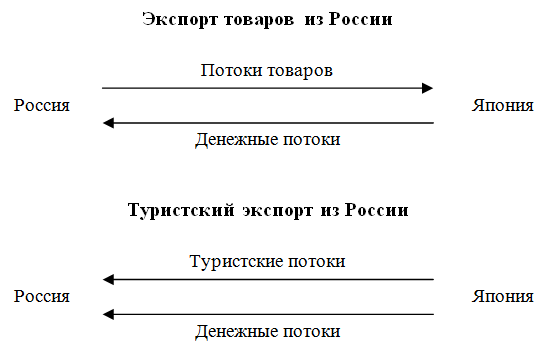 Экспорт товаров из России
Потоки товаров
Россия
Япония
Денежные потоки
Туристский экспорт из России
Туристские потоки
Россия
Япония
Денежные потоки